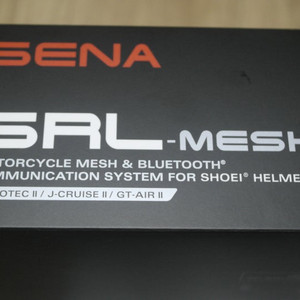 SENA
SRL-MESH
TORCYCLE MESH & BLUETOOTH®
MMUNICATION SYSTEM FOR SHOEI® HELME
OTEC II / J-CRUISE II / GT-AIR II